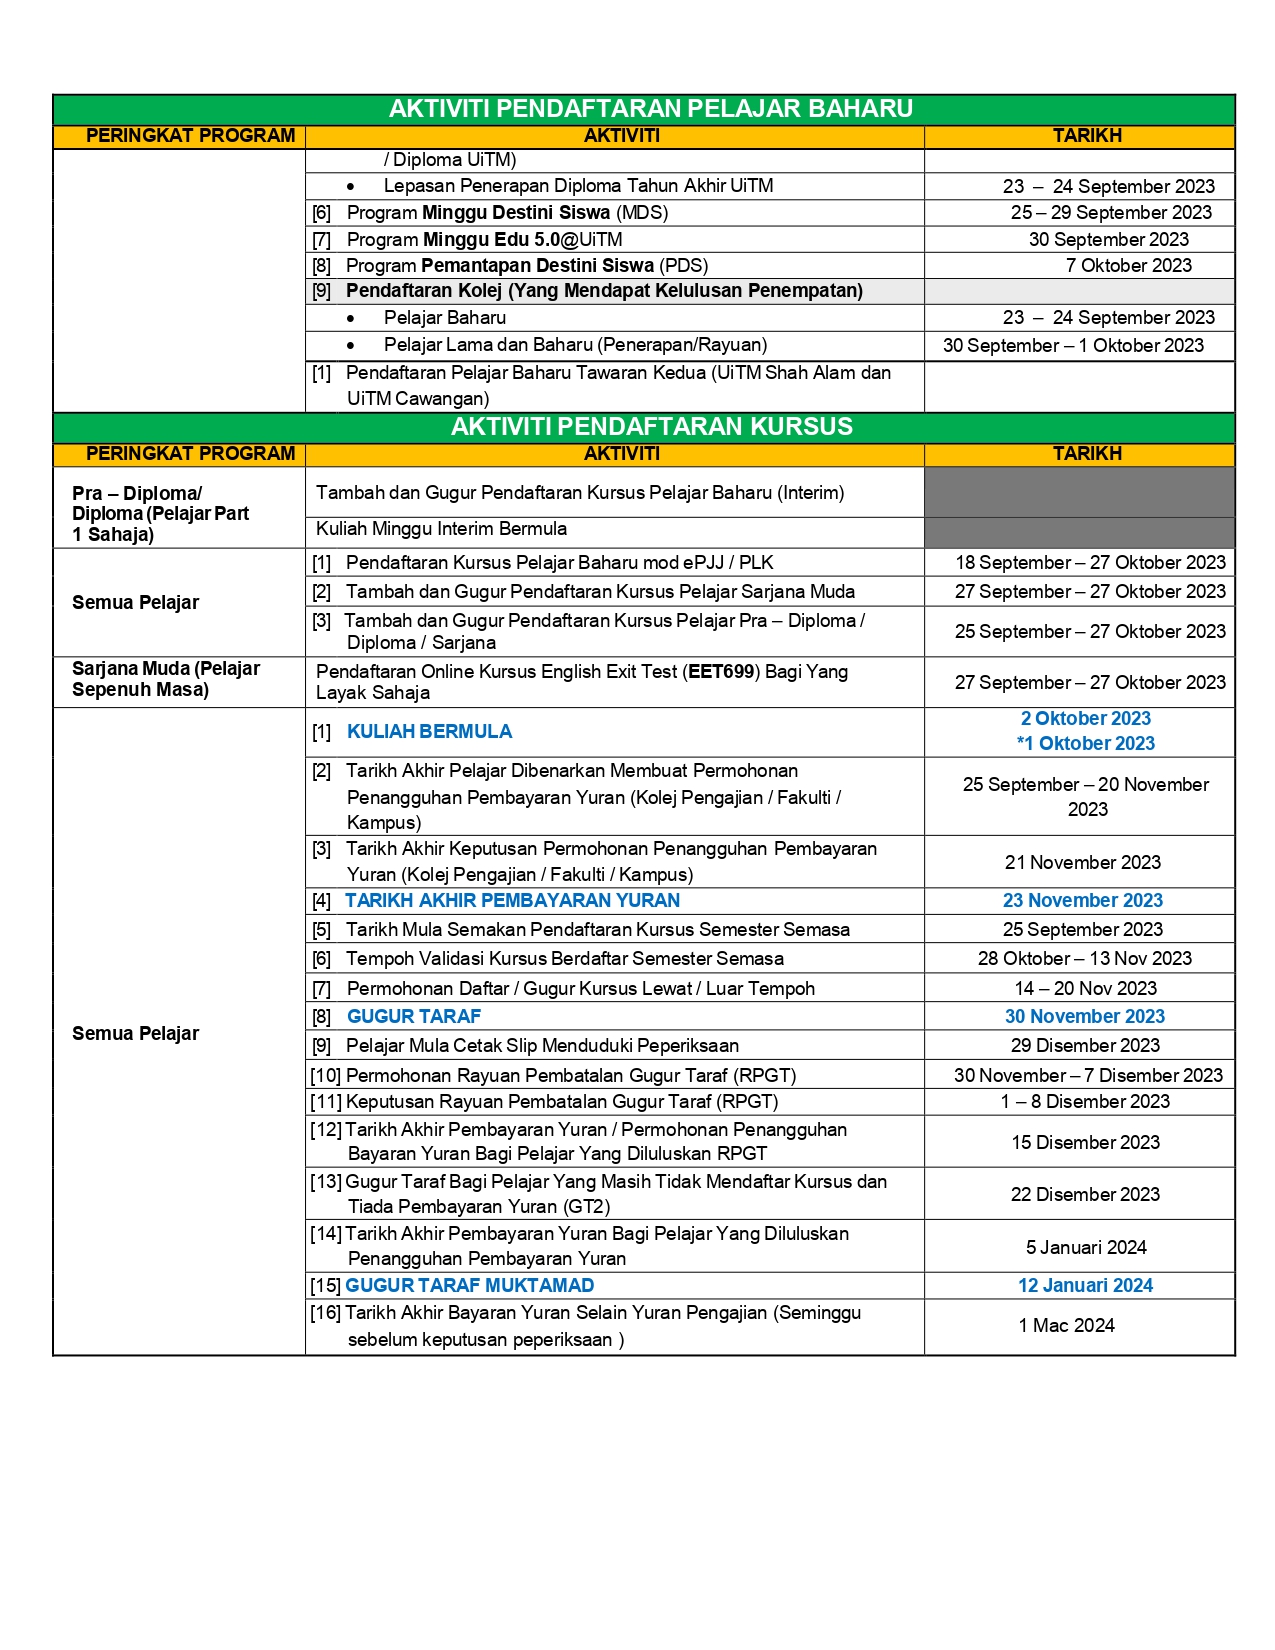 AKTIVITI PENDAFTARAN PELAJAR BAHARU
PERINGKAT PROGRAM AKTIVITI TARIKH
/ Diploma UiTM)
• Lepasan Penerapan Diploma Tahun Akhir UiTM 23 – 24 September 2023
[6] Program Minggu Destini Siswa (MDS) 25 – 29 September 2023
[7] Program Minggu Edu 5.0@UiTM 30 September 2023
[8] Program Pemantapan Destini Siswa (PDS) 7 Oktober 2023
[9] Pendaftaran Kolej (Yang Mendapat Kelulusan Penempatan)
• Pelajar Baharu 23 – 24 September 2023
• Pelajar Lama dan Baharu (Penerapan/Rayuan) 30 September – 1 Oktober 2023
[1] Pendaftaran Pelajar Baharu Tawaran Kedua (UiTM Shah Alam dan
UiTM Cawangan)
AKTIVITI PENDAFTARAN KURSUS
PERINGKAT PROGRAM AKTIVITI TARIKH
Pra – Diploma/
Diploma (Pelajar Part
1 Sahaja)
Tambah dan Gugur Pendaftaran Kursus Pelajar Baharu (Interim)
Kuliah Minggu Interim Bermula
Semua Pelajar
[1] Pendaftaran Kursus Pelajar Baharu mod ePJJ / PLK 18 September – 27 Oktober 2023
[2] Tambah dan Gugur Pendaftaran Kursus Pelajar Sarjana Muda 27 September – 27 Oktober 2023
[3] Tambah dan Gugur Pendaftaran Kursus Pelajar Pra – Diploma /
Diploma / Sarjana
25 September – 27 Oktober 2023
Sarjana Muda (Pelajar
Sepenuh Masa)
Pendaftaran Online Kursus English Exit Test (EET699) Bagi Yang
Layak Sahaja
27 September – 27 Oktober 2023
Semua Pelajar
[1] KULIAH BERMULA
2 Oktober 2023
*1 Oktober 2023
[2] Tarikh Akhir Pelajar Dibenarkan Membuat Permohonan
Penangguhan Pembayaran Yuran (Kolej Pengajian / Fakulti /
Kampus)
25 September – 20 November
2023
[3] Tarikh Akhir Keputusan Permohonan Penangguhan Pembayaran
Yuran (Kolej Pengajian / Fakulti / Kampus)
21 November 2023
[4] TARIKH AKHIR PEMBAYARAN YURAN 23 November 2023
[5] Tarikh Mula Semakan Pendaftaran Kursus Semester Semasa 25 September 2023
[6] Tempoh Validasi Kursus Berdaftar Semester Semasa 28 Oktober – 13 Nov 2023
[7] Permohonan Daftar / Gugur Kursus Lewat / Luar Tempoh 14 – 20 Nov 2023
[8] GUGUR TARAF 30 November 2023
[9] Pelajar Mula Cetak Slip Menduduki Peperiksaan 29 Disember 2023
[10] Permohonan Rayuan Pembatalan Gugur Taraf (RPGT) 30 November – 7 Disember 2023
[11] Keputusan Rayuan Pembatalan Gugur Taraf (RPGT) 1 – 8 Disember 2023
[12] Tarikh Akhir Pembayaran Yuran / Permohonan Penangguhan
Bayaran Yuran Bagi Pelajar Yang Diluluskan RPGT
15 Disember 2023
[13] Gugur Taraf Bagi Pelajar Yang Masih Tidak Mendaftar Kursus dan
Tiada Pembayaran Yuran (GT2)
22 Disember 2023
[14] Tarikh Akhir Pembayaran Yuran Bagi Pelajar Yang Diluluskan
Penangguhan Pembayaran Yuran
5 Januari 2024
[15] GUGUR TARAF MUKTAMAD 12 Januari 2024
[16] Tarikh Akhir Bayaran Yuran Selain Yuran Pengajian (Seminggu
sebelum keputusan peperiksaan )
1 Mac 2024